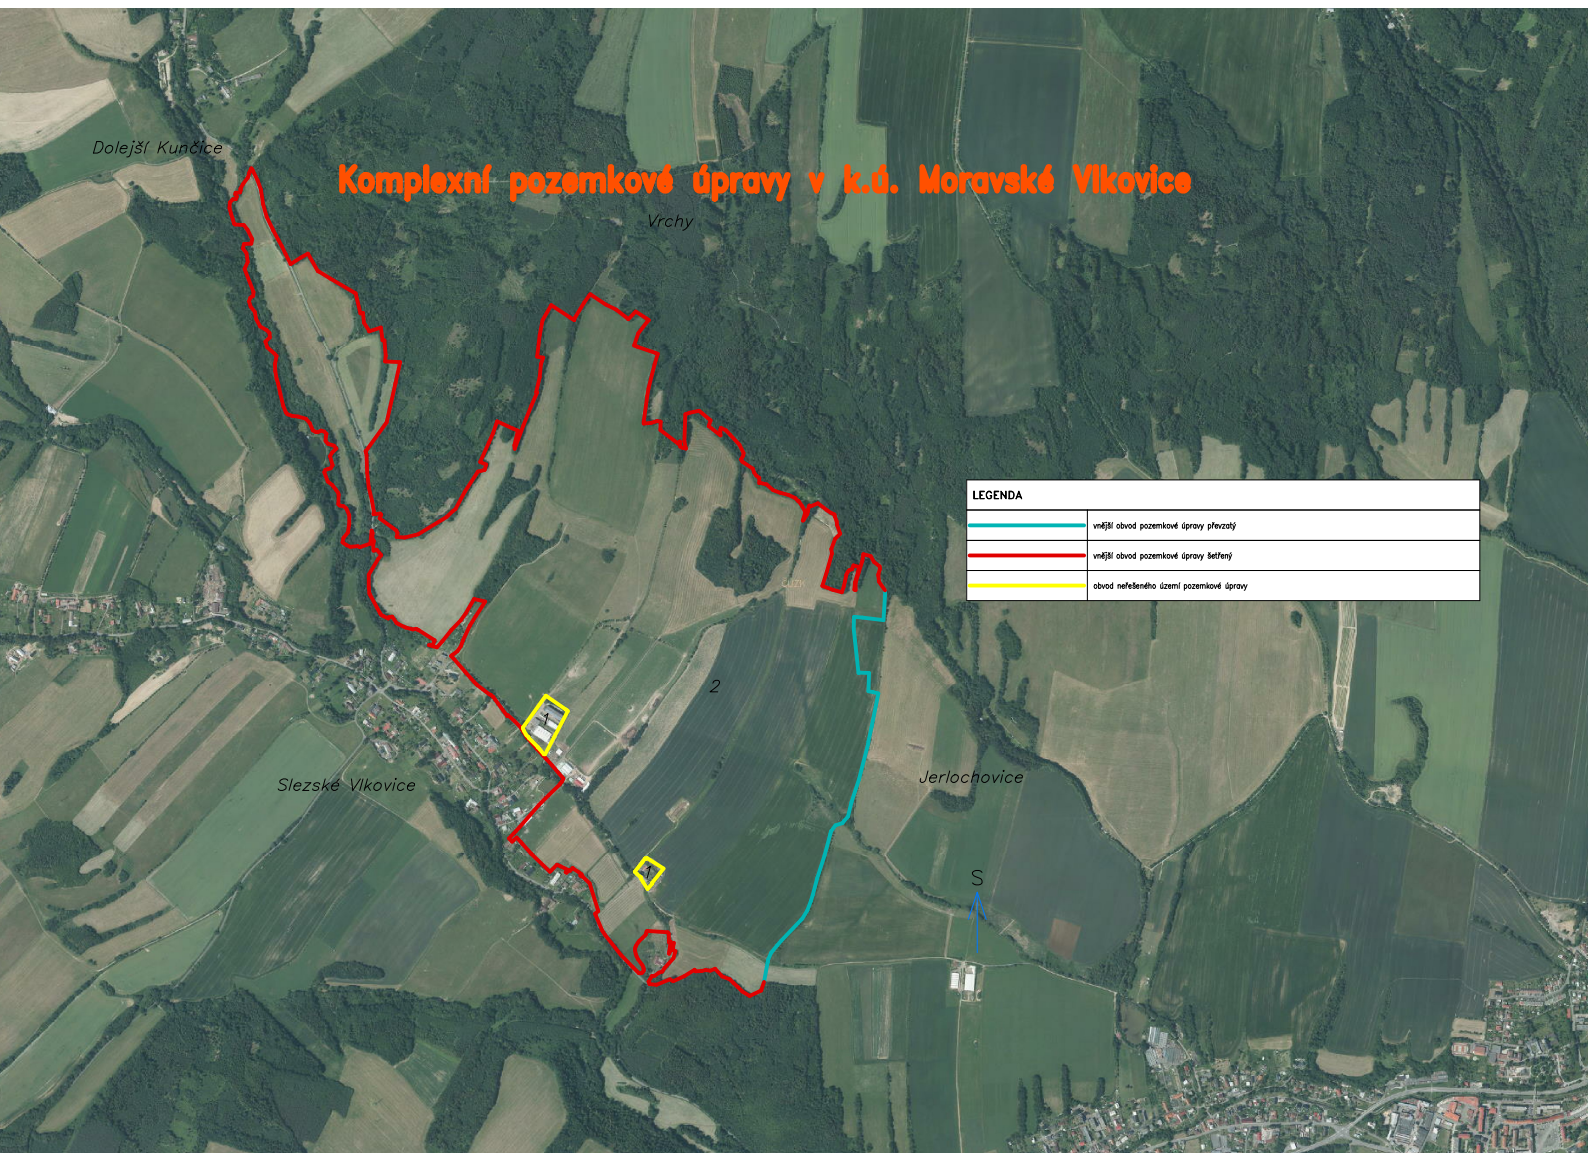 Dolejší Kunčice
Komplexní pozemkové úpravy v k.ú. Moravské Vlkovice
Vrchy
LEGENDA
vnější obvod pozemkové úpravy převzatý
vnější obvod pozemkové úpravy šetřený
obvod neřešeného území pozemkové úpravy
ČÚZK
2
1
Slezské Vlkovice
Jerlochovice
1
S